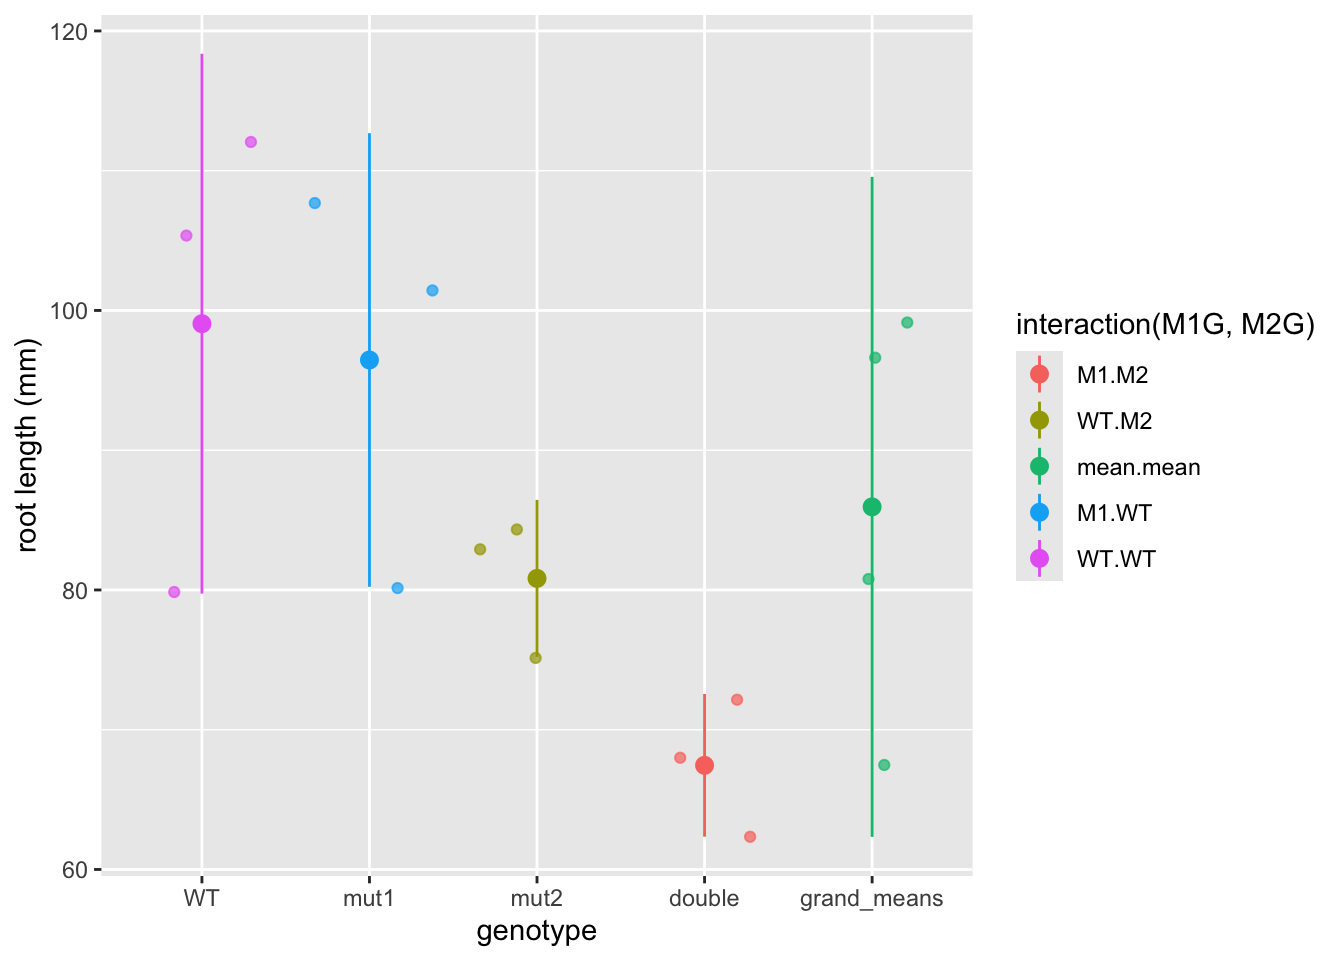 120
100
80
60
root length (mm)
WT
mut1
mut2
double
grand_means
genotype
interaction(M1G, M2G)
M1.M2
WT.M2
mean.mean
M1.WT
WT.WT